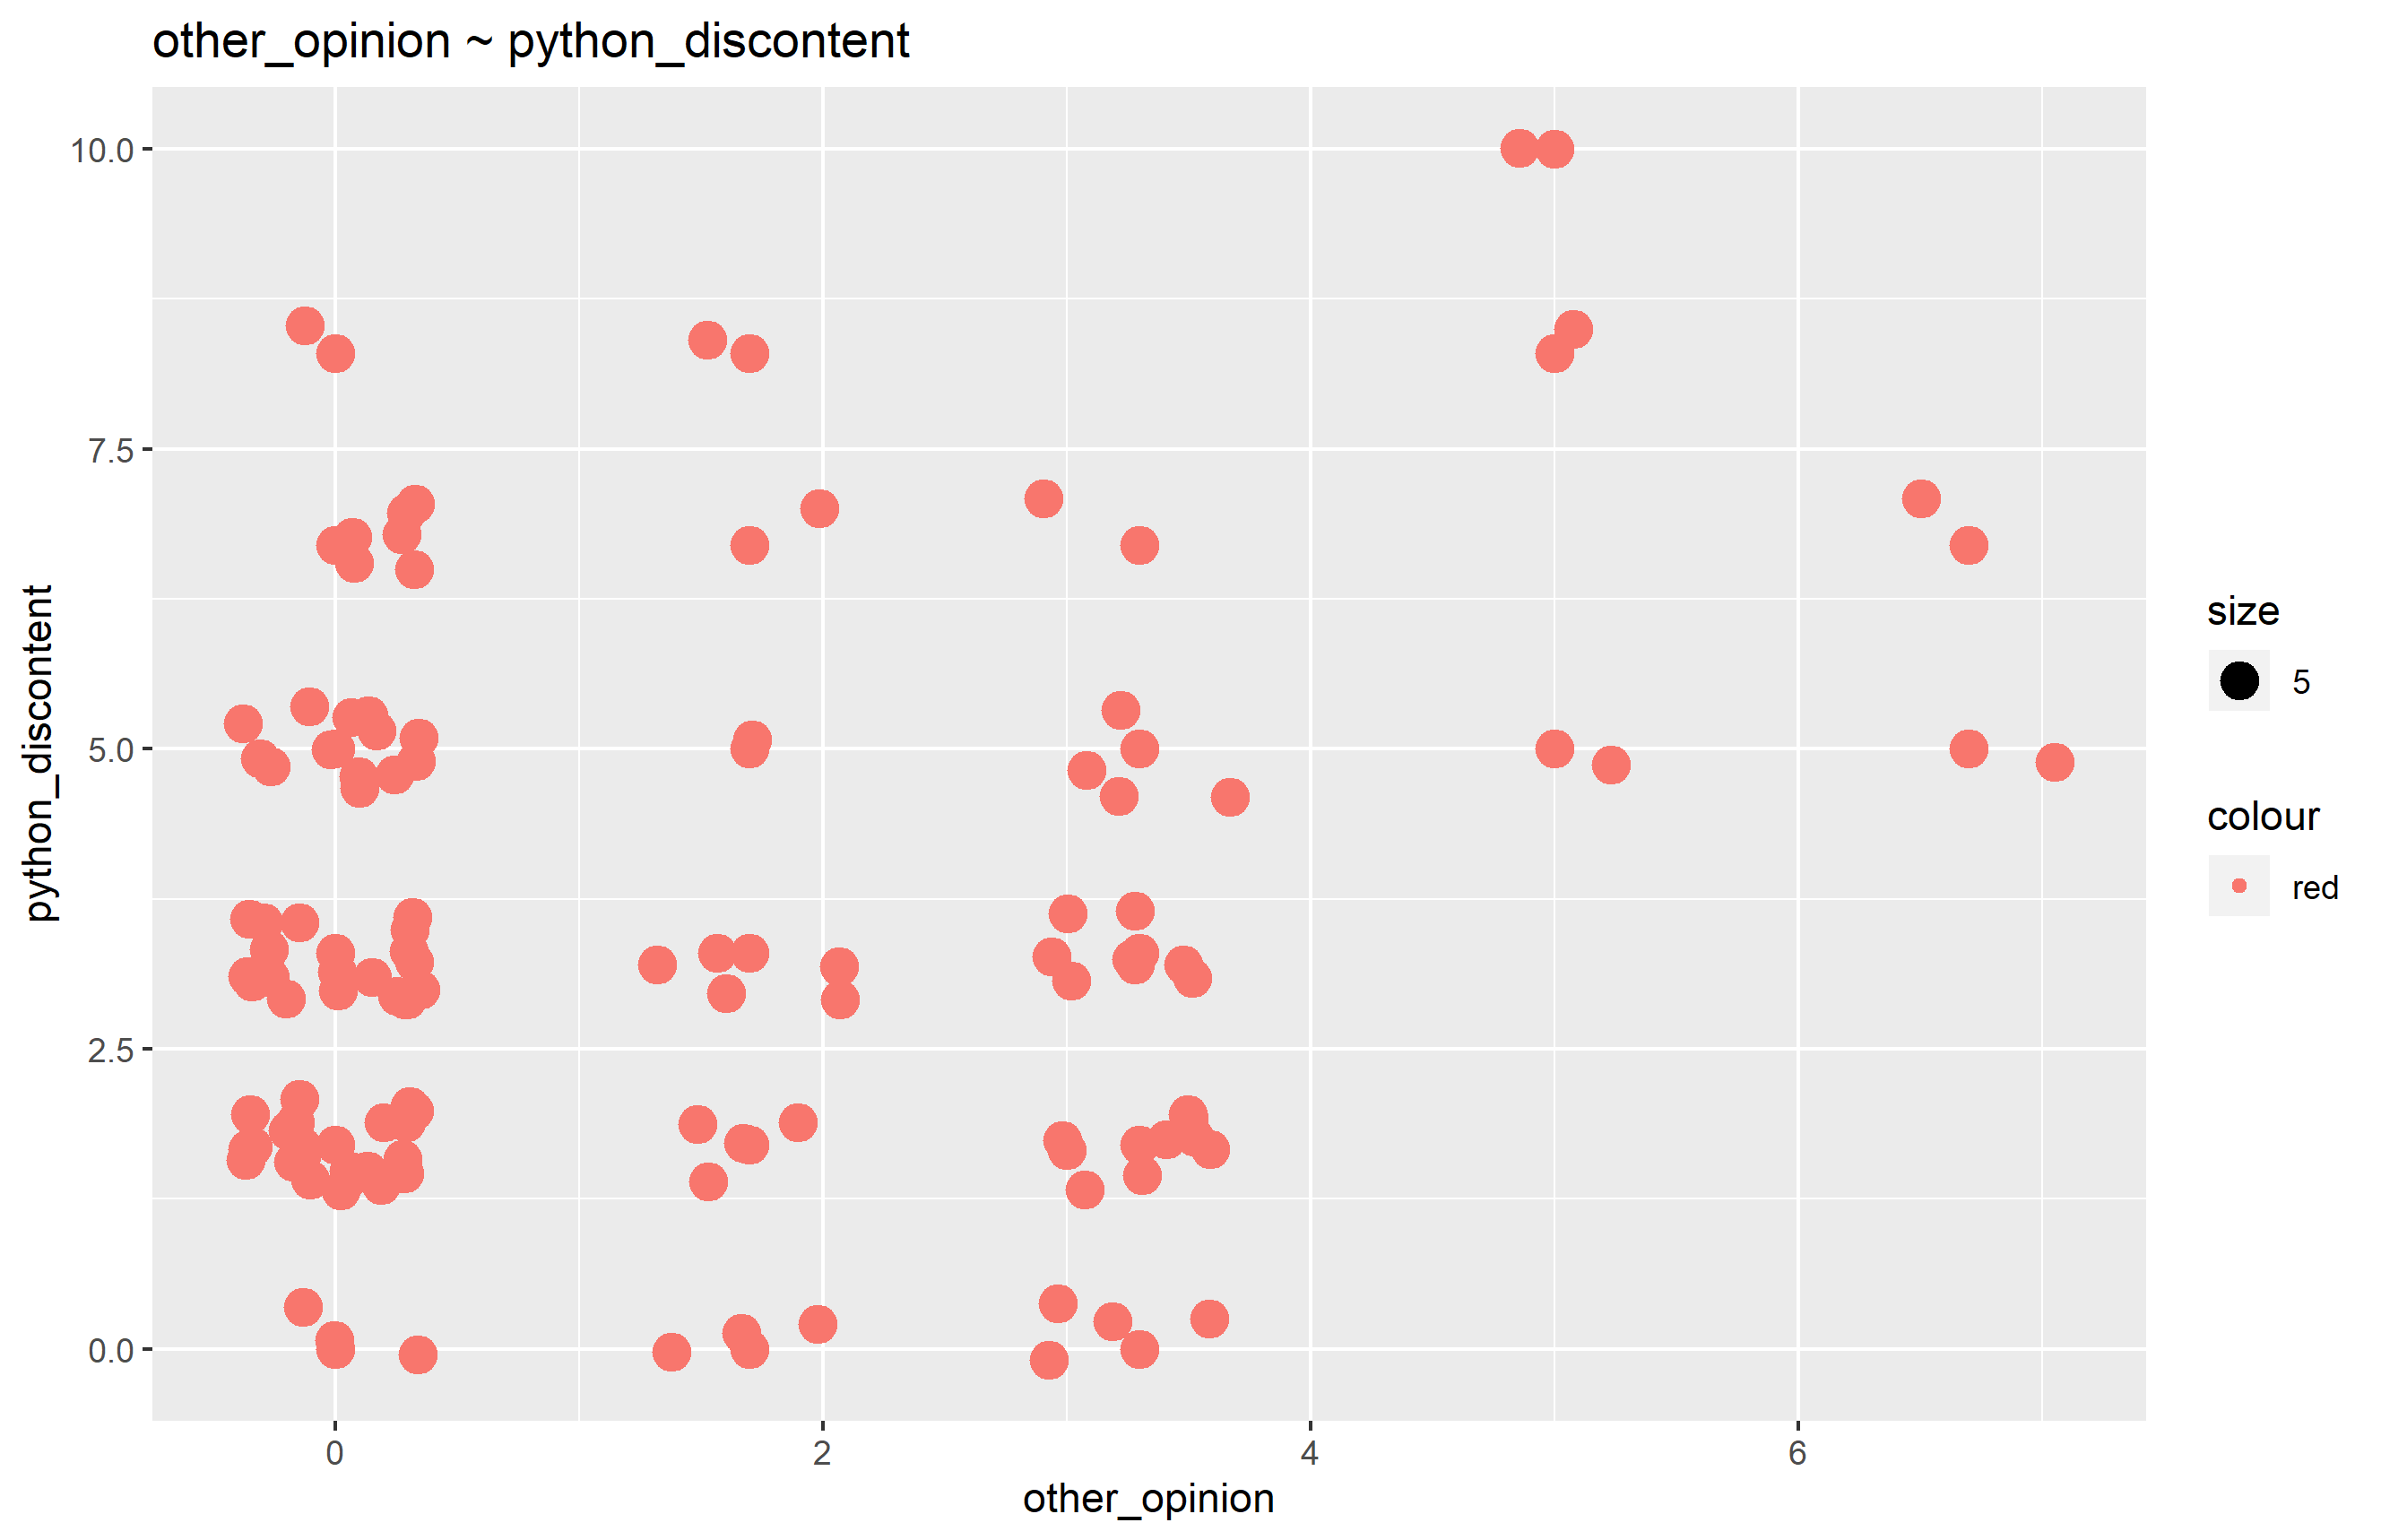 other_opinion ~ python_discontent
10.0
7.5
5.0
2.5
0.0
python_discontent
0
2
4
6
other_opinion
size
5
colour
red